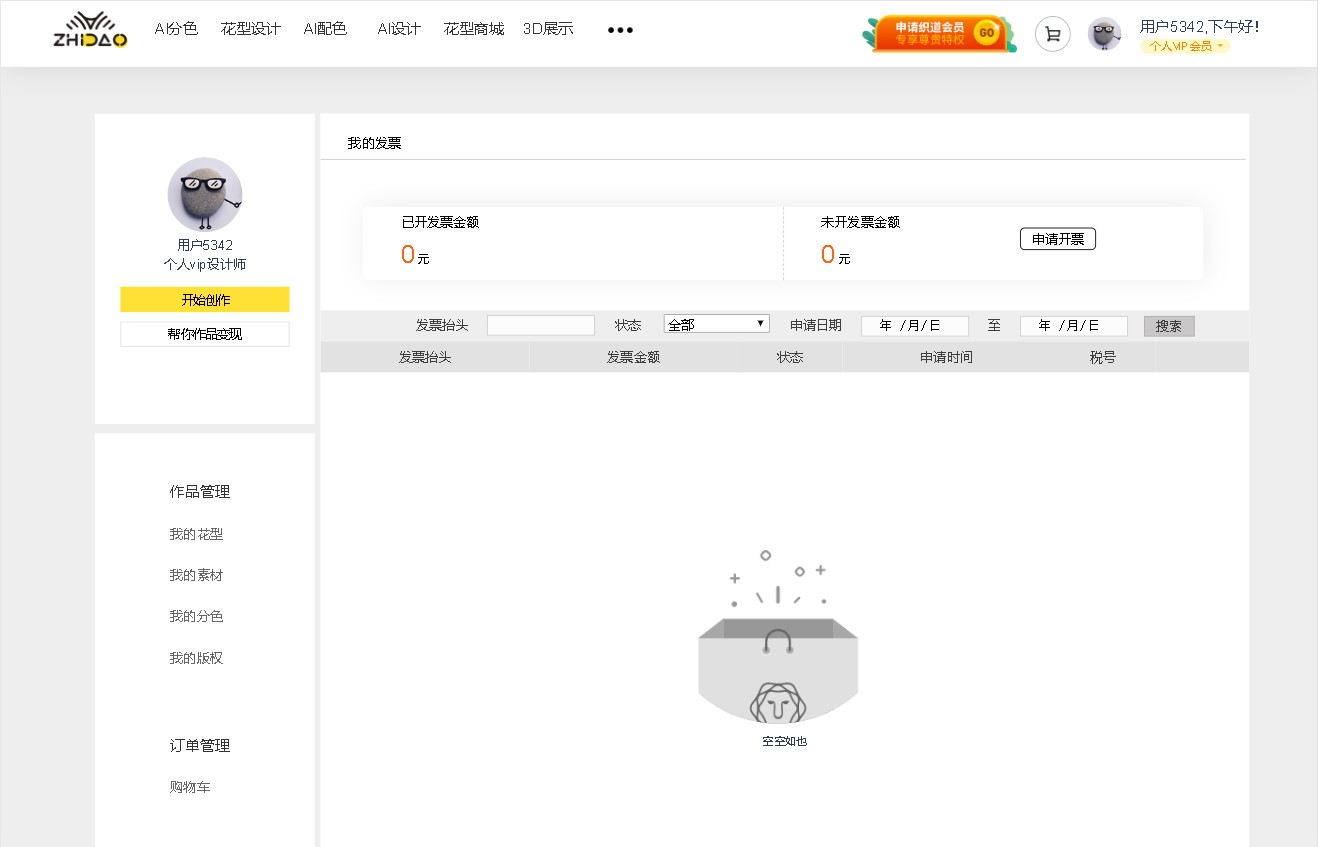 ZHIDAO
AI分色 花型设计 AI配色 AI设计 花型商城 3D展示 •••
申请织道会员
专享尊贵特权
GO
用户5342,下午好!
个人VIP会员
用户5342
个人vip设计师
开始创作
帮你作品变现
作品管理
我的花型
我的素材
我的分色
我的版权
订单管理
购物车
我的发票
已开发票金额
0元
未开发票金额
0元
申请开票
发票抬头 状态 全部 申请日期 年 /月/日 至 年 /月/日 搜索
发票抬头 发票金额 状态 申请时间 税号
空空如也